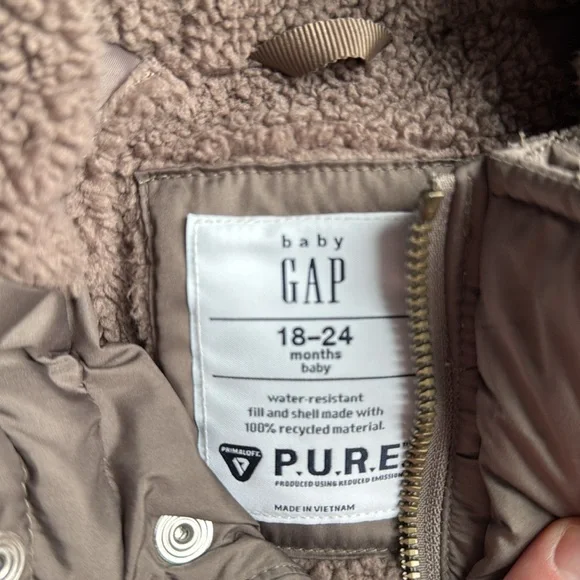 baby
GAP
18-24
months
baby
water-resistant
fill and shell made with
100% recycled material.
PRIMALOFT
P.U.R.E
PRODUCED USING REDUCED EMISSION
MADE IN VIETNAM